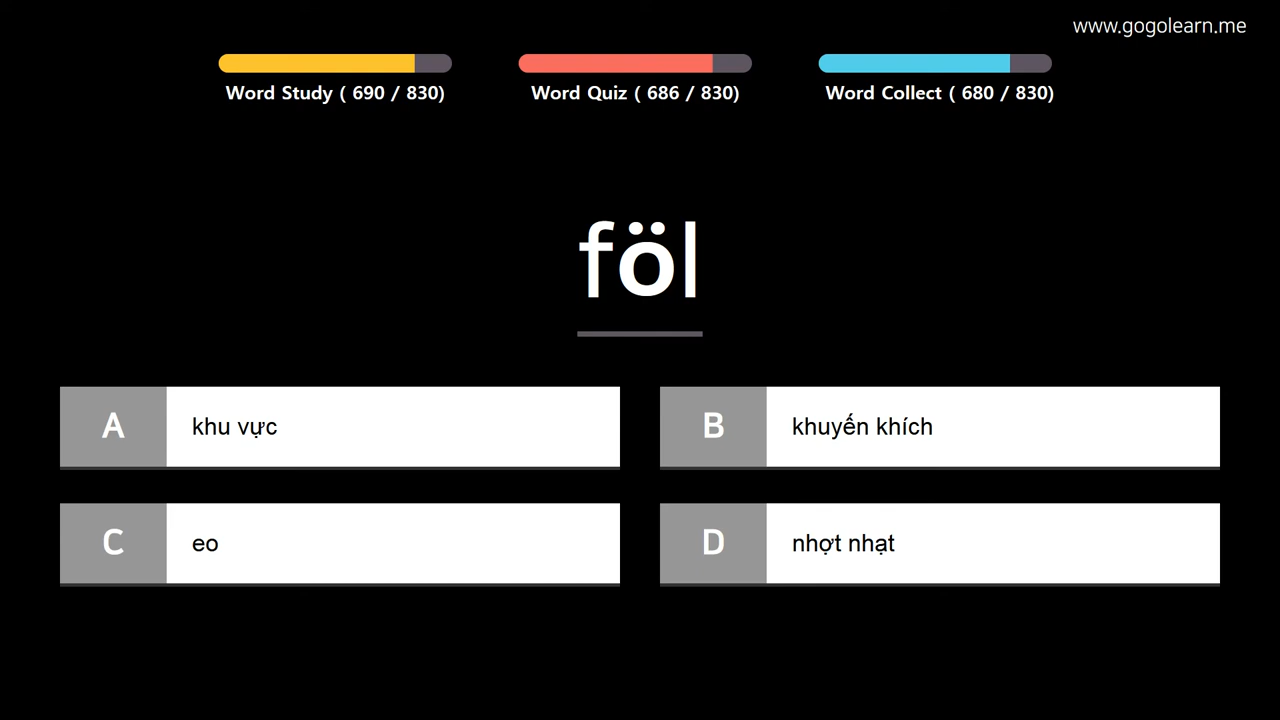 www.gogolearn.me
Word Study ( 690 / 830)
Word Quiz ( 686 / 830)
Word Collect ( 680 / 830)
föl
A khu vực
B khuyến khích
C eo
D nhợt nhạt